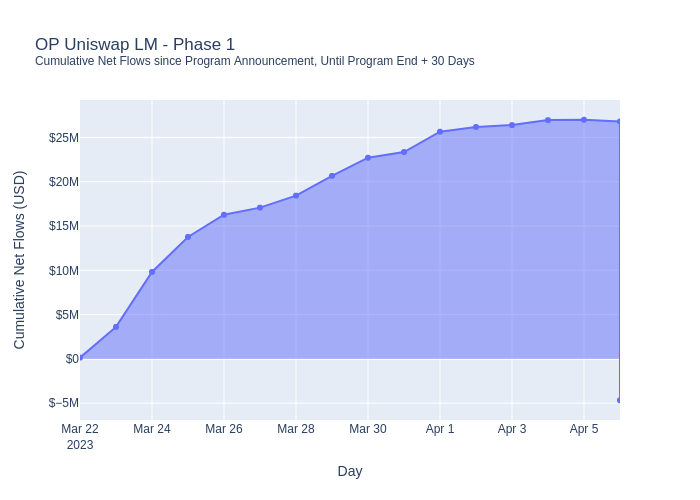 OP Uniswap LM - Phase 1
Cumulative Net Flows since Program Announcement, Until Program End + 30 Days
Cumulative Net Flows (USD)
$25M
$20M
$15M
$10M
$5M
$0
$−5M
Mar 22
2023
Mar 24
Mar 26
Mar 28
Mar 30
Apr 1
Apr 3
Apr 5
Day